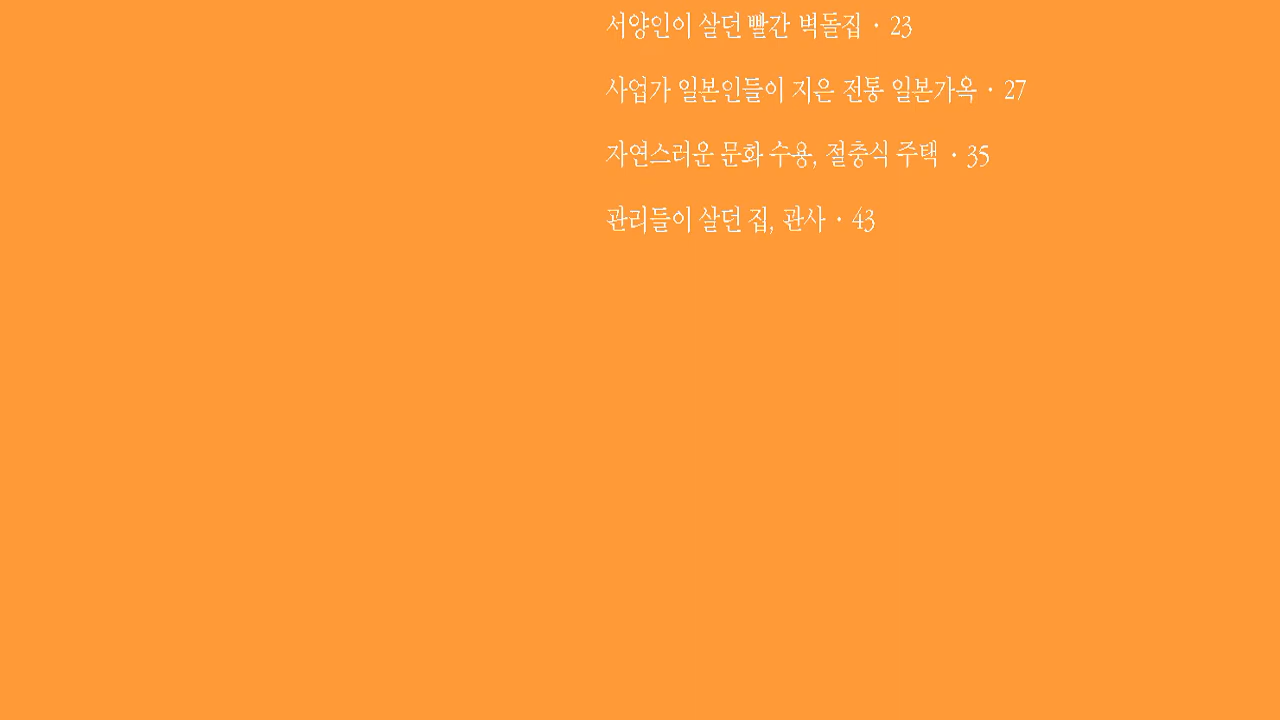 서양인이 살던 빨간 벽돌집 · 23
사업가 일본인들이 지은 전통 일본가옥 · 27
자연스러운 문화 수용, 절충식 주택 · 35
관리들이 살던 집, 관사 · 43